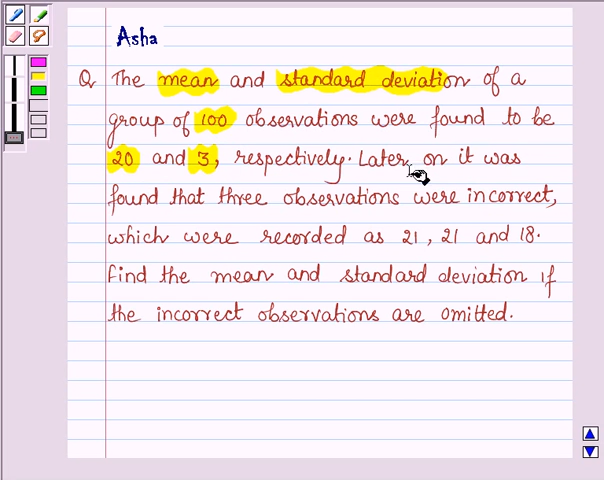 Asha
Q The mean and standard deviation of a
group of 100 observations were found to be
20 and 3, respectively. Later on it was
found that three observations were incorrect,
which were recorded as 21, 21 and 18.
Find the mean and standard deviation if
the incorrect observations are omitted.